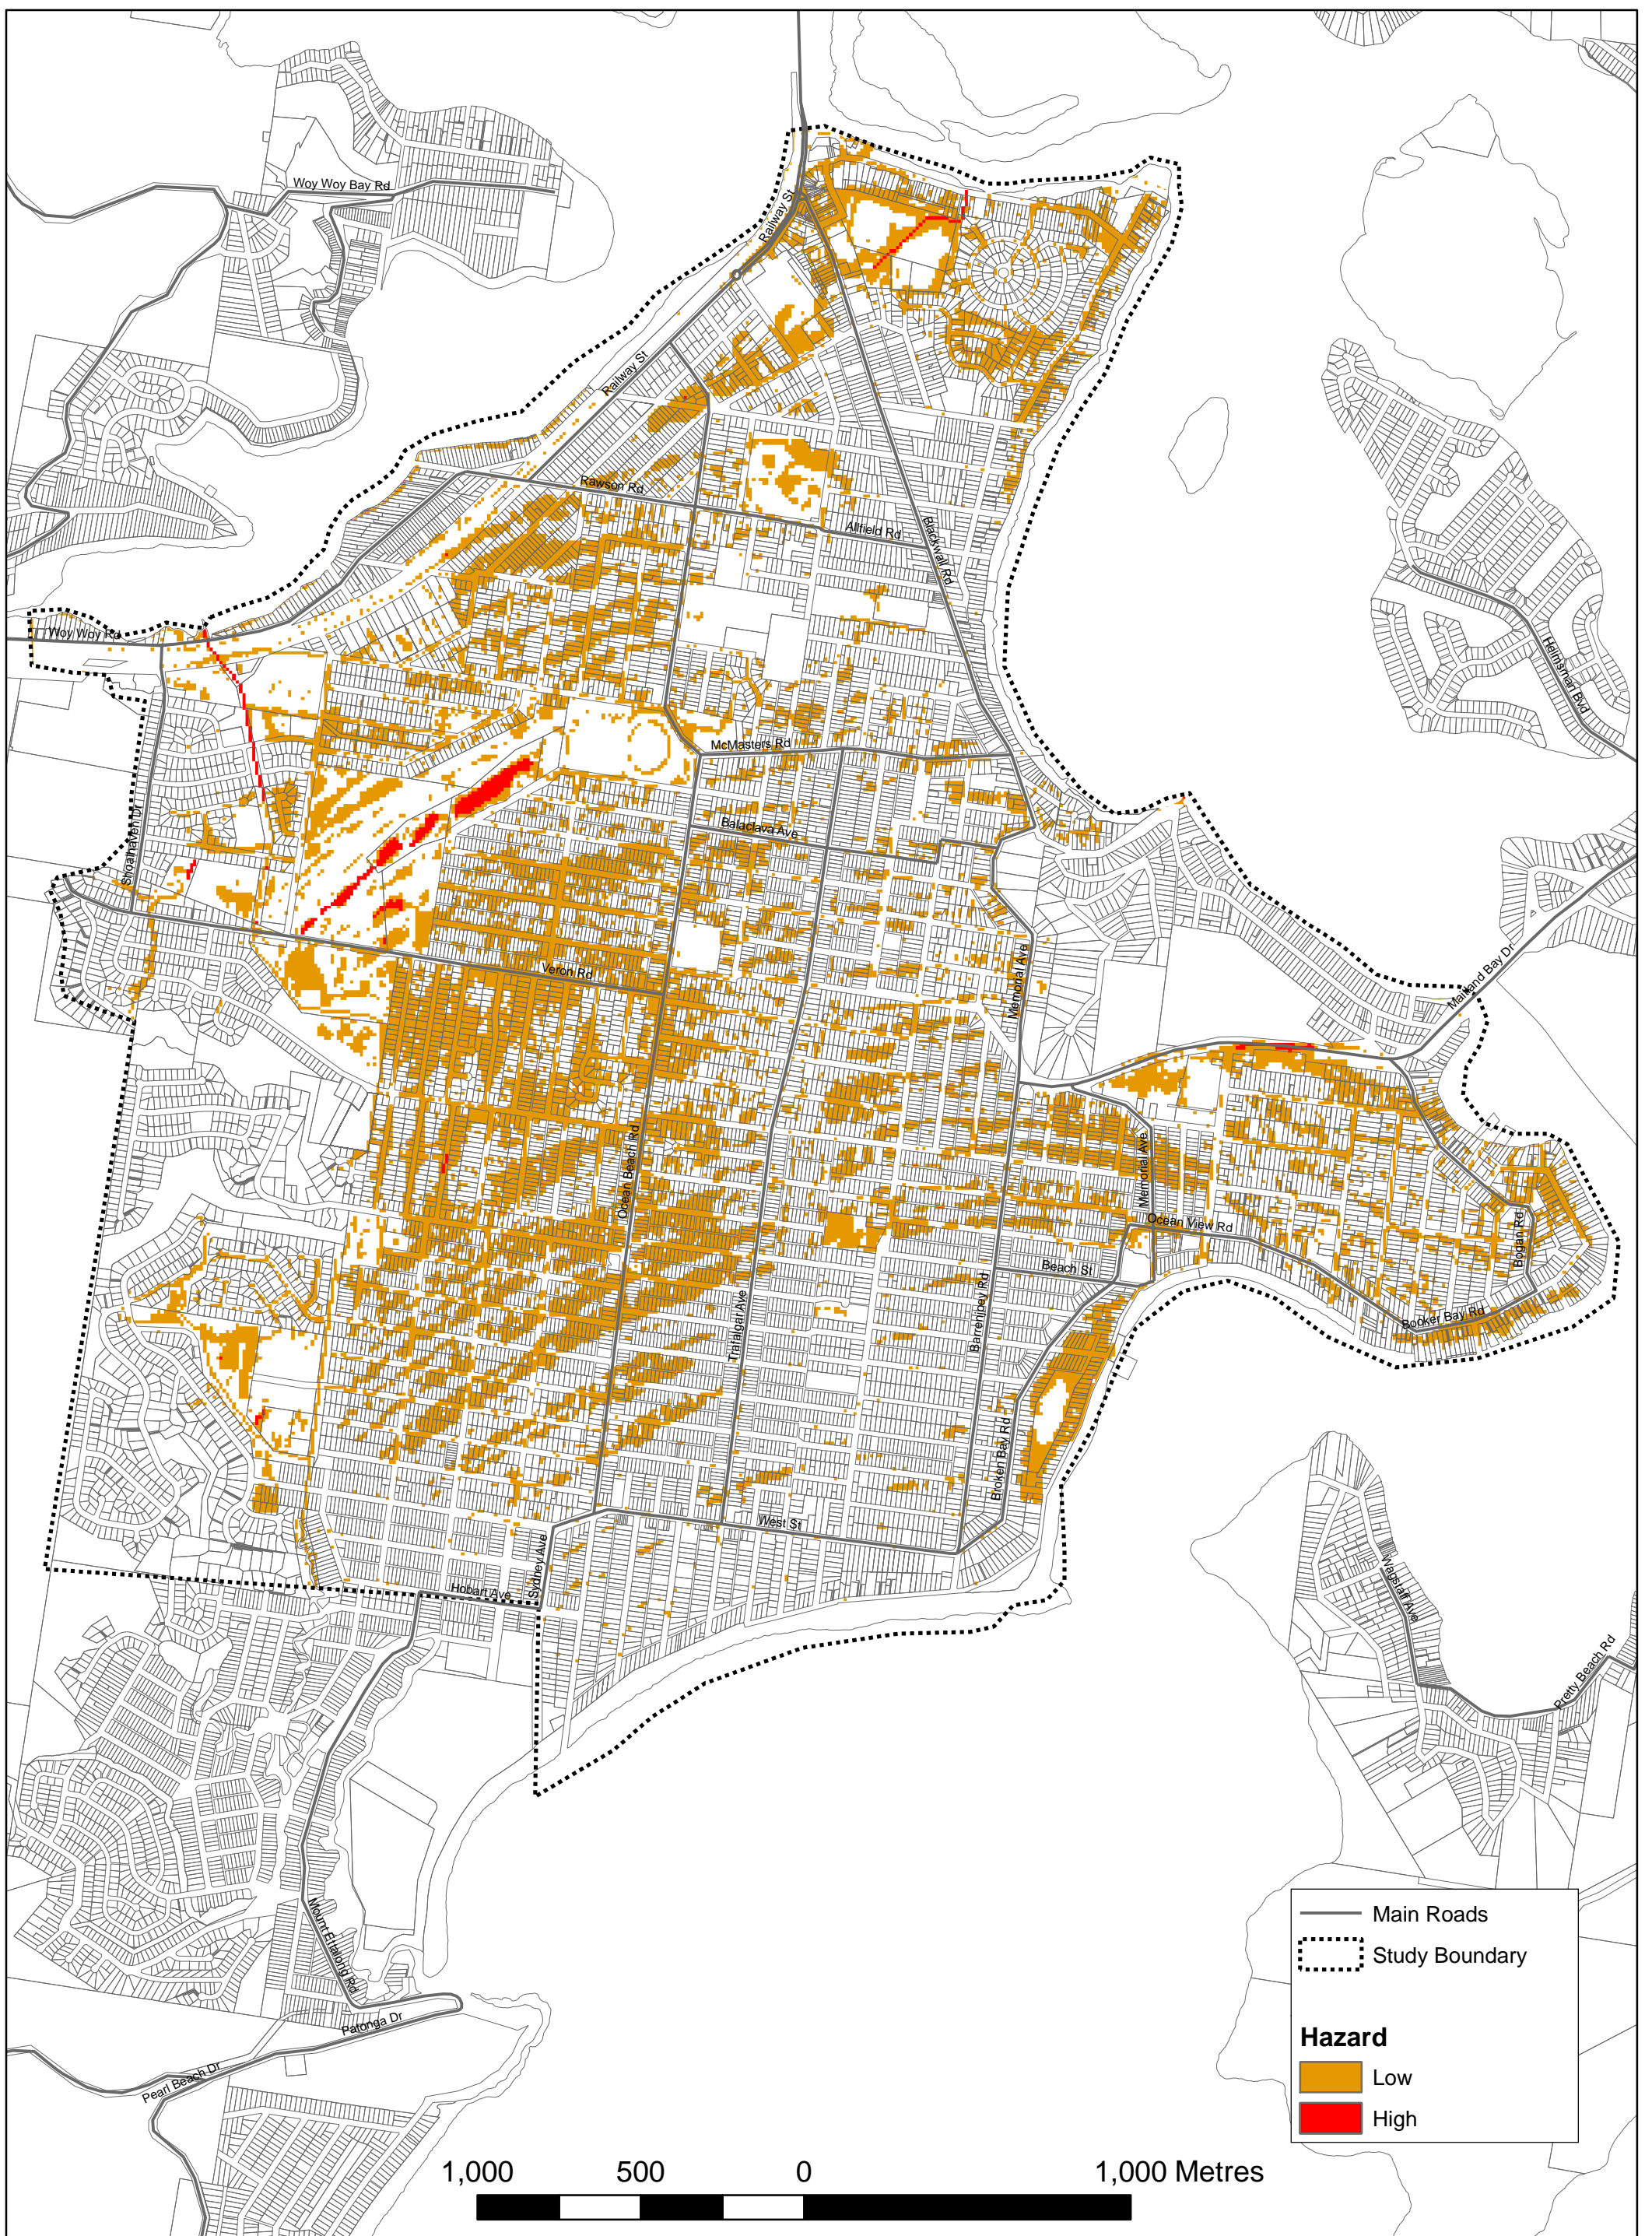 Woy Woy Bay Rd
Railway St
Railway St
Rawson Rd
Allfield Rd
Blackwall Rd
Woy Woy Rd
Helmsman Blvd
McMasters Rd
Shoalhaven Dr
Balaclava Ave
Memorial Ave
Maitland Bay Dr
Veron Rd
Ocean Beach Rd
Memorial Ave
Ocean View Rd
Bogan Rd
Beach St
Trafalgar Ave
Barrenjoey Rd
Booker Bay Rd
Broken Bay Rd
West St
Sydney Ave
Hobart Ave
Wagstaff Ave
Pretty Beach Rd
Mount Ettalong Rd
Patonga Dr
Pearl Beach Dr
Main Roads
Study Boundary
Hazard
Low
High
1,000 500 0 1,000 Metres